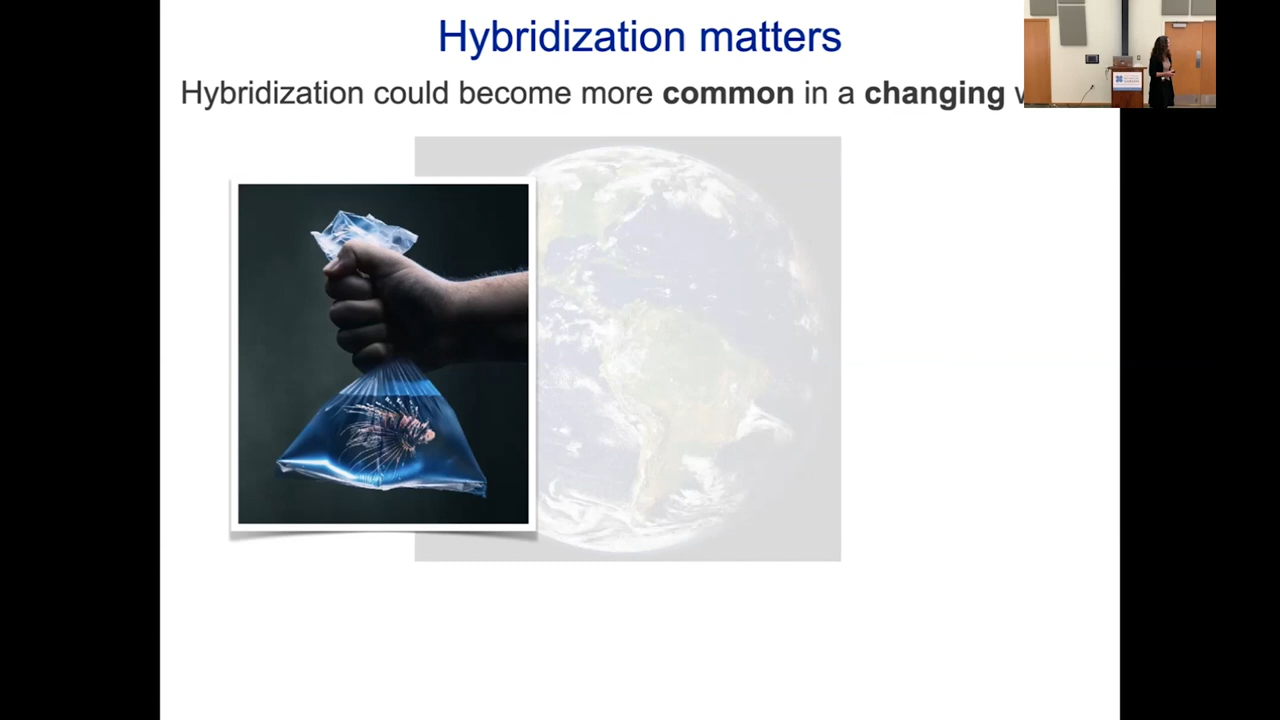 Hybridization matters
Hybridization could become more common in a changing